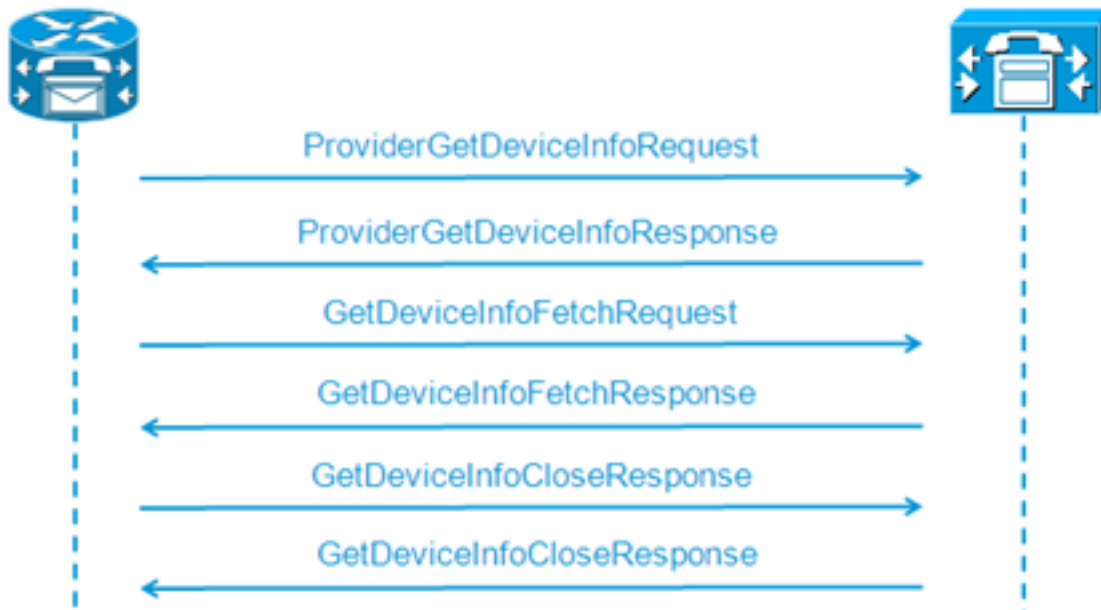 ProviderGetDeviceInfoRequest
ProviderGetDeviceInfoResponse
GetDeviceInfoFetchRequest
GetDeviceInfoFetchResponse
GetDeviceInfoCloseResponse
GetDeviceInfoCloseResponse